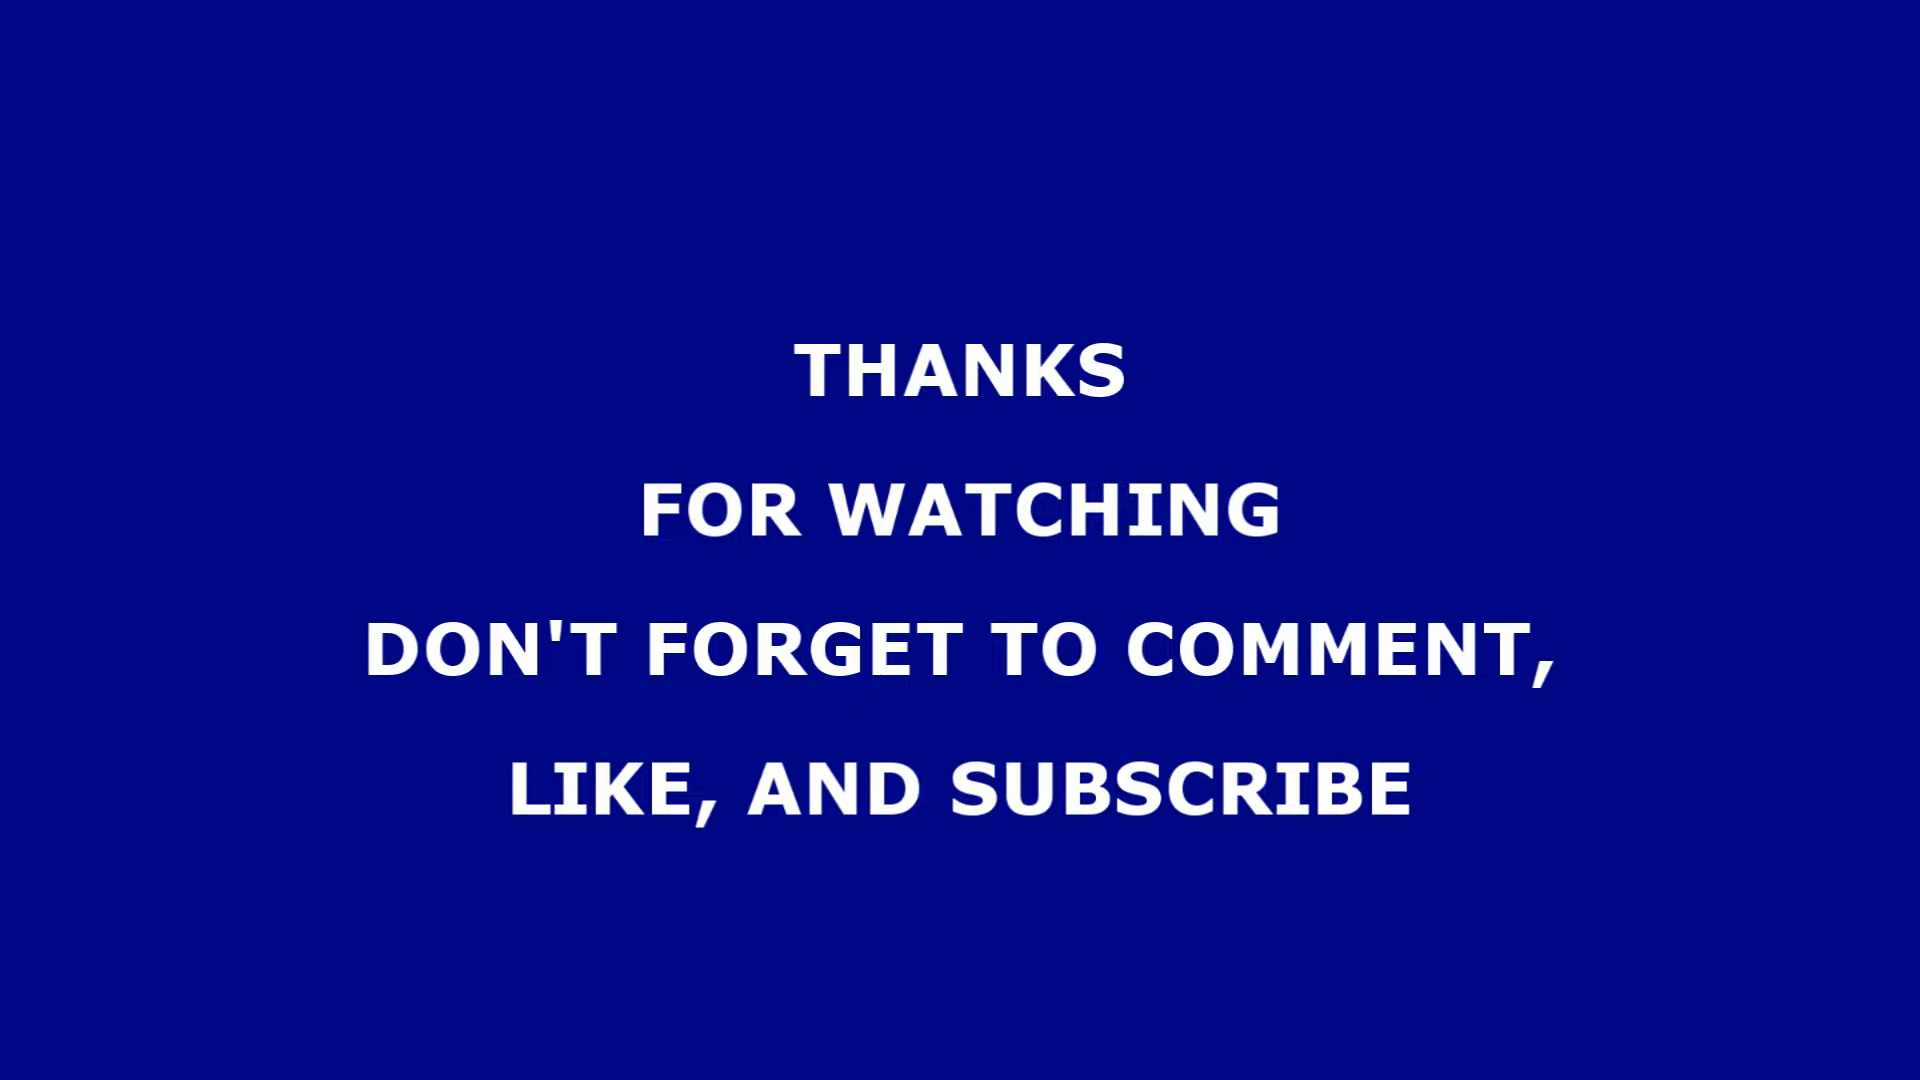 THANKS
FOR WATCHING
DON'T FORGET TO COMMENT,
LIKE, AND SUBSCRIBE